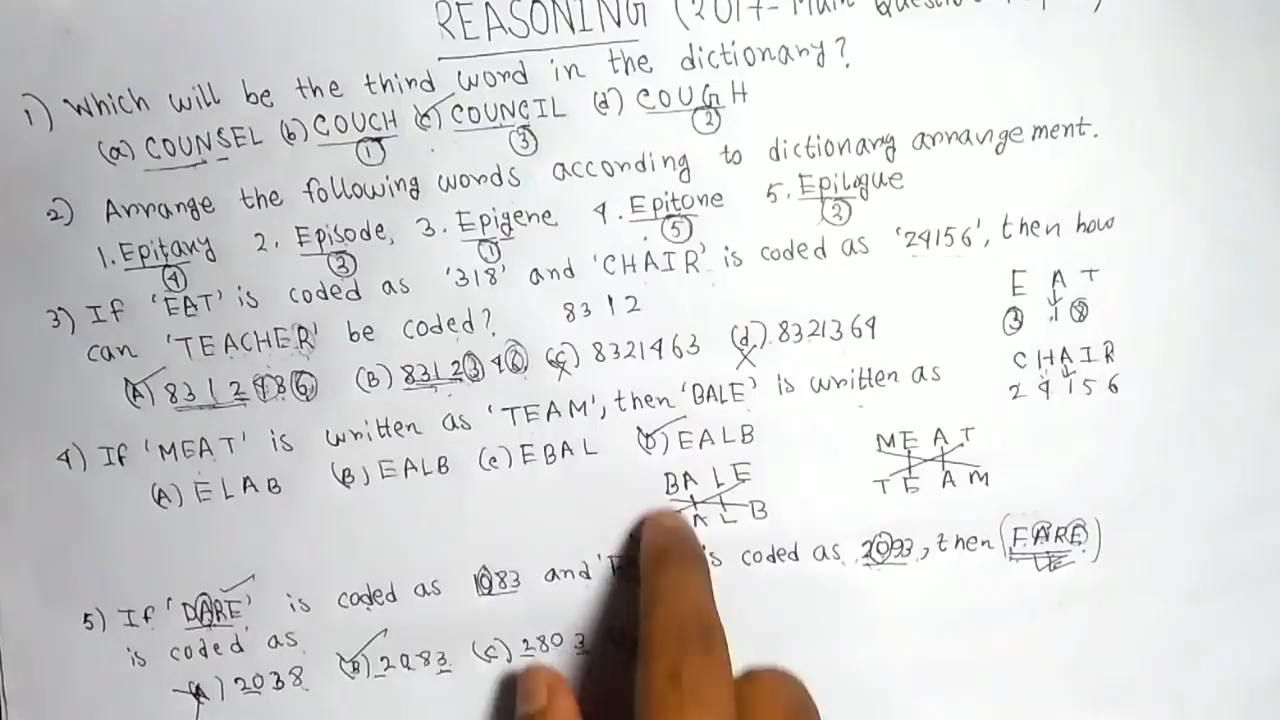 REASONING (2017-
1) Which will be the third word in the dictionary?
(a) COUNSEL (b) COUCH (c) COUNCIL (d) COUGH
1 3 2
2) Arrange the following words according to dictionary arrangement.
1. Epitany 2. Episode, 3. Epigene 4. Epitone 5. Epilogue
4 3 1 5 2
3) If 'EAT' is coded as '318' and 'CHAIR' is coded as '24156', then how
can 'TEACHER' be coded? 8312
(A) 8312436 (B) 8312346 (C) 8321463 (d) 8321364
E A T
3 1 8
C H A I R
2 4 1 5 6
4) If 'MEAT' is written as 'TEAM', then 'BALE' is written as
(A) ELAB (B) EALB (c) EBAL (D) EALB
BALE
A L B
MEAT
TEAM
5) If 'DARE' is coded as 1083 and is coded as 2093, then (FARE)
is coded as
(A) 2038 (B) 2083 (c) 2803